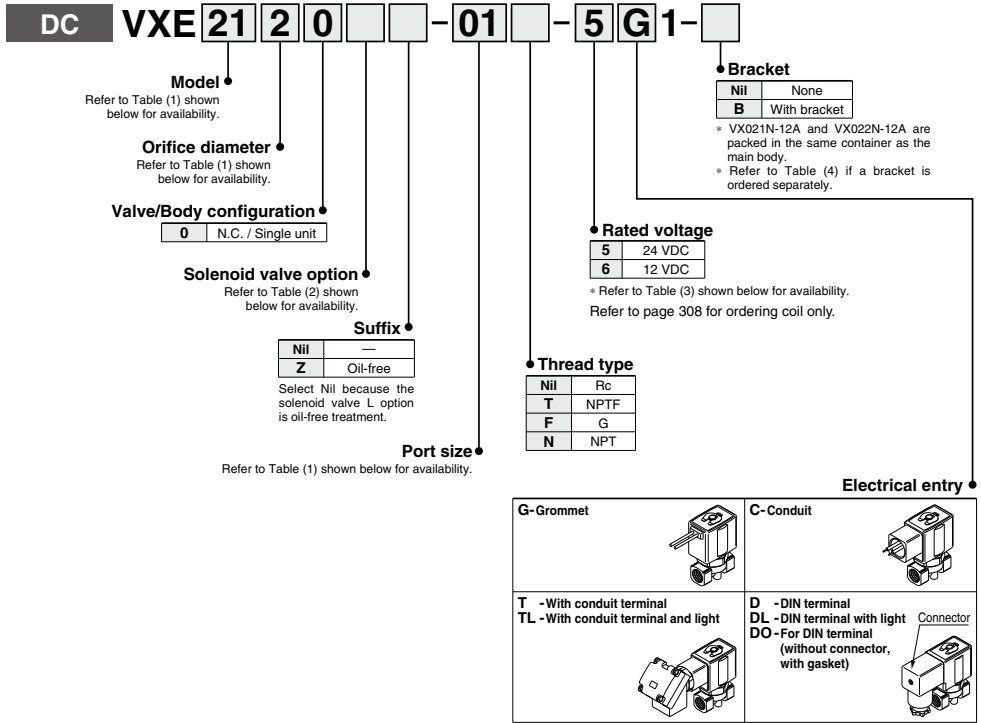 DC VXE 21 2 0 - 01 - 5 G 1 -
Model
Refer to Table (1) shown
below for availability.
Orifice diameter
Refer to Table (1) shown
below for availability.
Valve/Body configuration
0 N.C. / Single unit
Solenoid valve option
Refer to Table (2) shown
below for availability.
Suffix
Nil —
Z Oil-free
Select Nil because the
solenoid valve L option
is oil-free treatment.
Port size
Refer to Table (1) shown below for availability.
Thread type
Nil Rc
T NPTF
F G
N NPT
Rated voltage
5 24 VDC
6 12 VDC
* Refer to Table (3) shown below for availability.
Refer to page 308 for ordering coil only.
Bracket
Nil None
B With bracket
* VX021N-12A and VX022N-12A are
packed in the same container as the
main body.
* Refer to Table (4) if a bracket is
ordered separately.
Electrical entry
G-Grommet
C-Conduit
T -With conduit terminal
TL -With conduit terminal and light
D -DIN terminal
DL -DIN terminal with light
DO-For DIN terminal
(without connector,
with gasket)
Connector